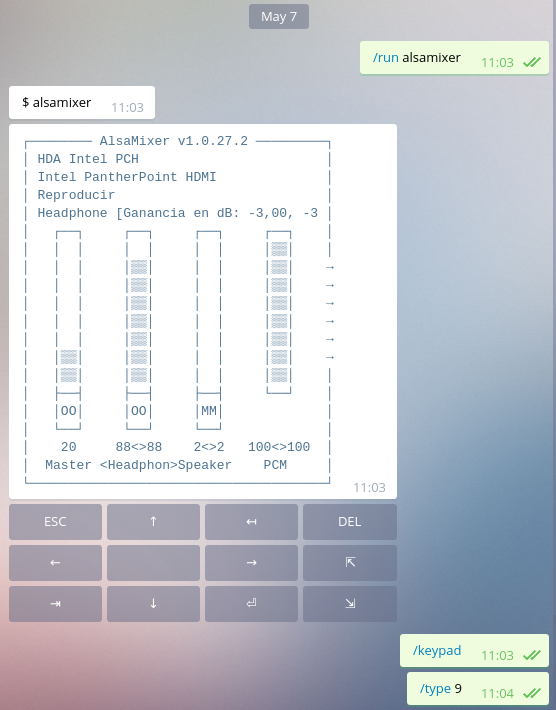 May 7
/run alsamixer 11:03
$ alsamixer 11:03
AlsaMixer v1.0.27.2
HDA Intel PCH
Intel PantherPoint HDMI
Reproducir
Headphone [Ganancia en dB: -3,00, -3
→
→
→
→
→
→
OO OO MM
20 88<>88 2<>2 100<>100
Master <Headphon>Speaker PCM
11:03
ESC ↑ ↤ DEL
← → ⇱
⇥ ↓ ⏎ ⇲
/keypad 11:03
/type 9 11:04